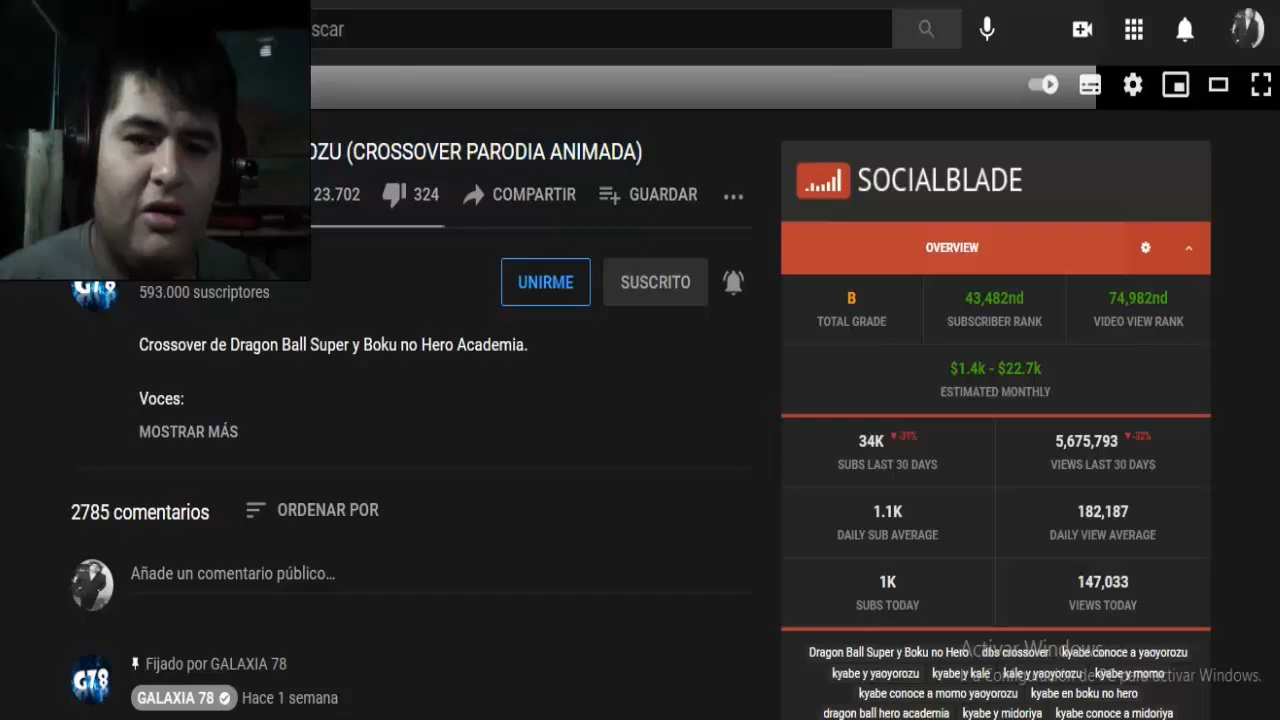 scar
OZU (CROSSOVER PARODIA ANIMADA)
23.702 324 COMPARTIR GUARDAR
G78
593.000 suscriptores
UNIRME SUSCRITO
Crossover de Dragon Ball Super y Boku no Hero Academia.
Voces:
MOSTRAR MÁS
2785 comentarios ORDENAR POR
Añade un comentario público...
G78
Fijado por GALAXIA 78
GALAXIA 78 Hace 1 semana
SOCIALBLADE
OVERVIEW
B 43,482nd 74,982nd
TOTAL GRADE SUBSCRIBER RANK VIDEO VIEW RANK
$1.4k - $22.7k
ESTIMATED MONTHLY
34K -31% 5,675,793 -32%
SUBS LAST 30 DAYS VIEWS LAST 30 DAYS
1.1K 182,187
DAILY SUB AVERAGE DAILY VIEW AVERAGE
1K 147,033
SUBS TODAY VIEWS TODAY
Activar Windows
Dragon Ball Super y Boku no Hero dbs crossover kyabe conoce a yaoyorozu
kyabe y yaoyorozu kyabe y kale kale y yaoyorozu kyabe y momo
Configuración de PC para activar Windows.
kyabe conoce a momo yaoyorozu kyabe en boku no hero
dragon ball hero academia kyabe y midoriya kyabe conoce a midoriya